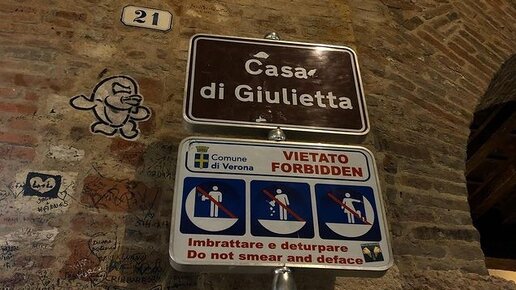 21
Casa
di Giulietta
Comune
di Verona
VIETATO
FORBIDDEN
Imbrattare e deturpare
Do not smear and deface